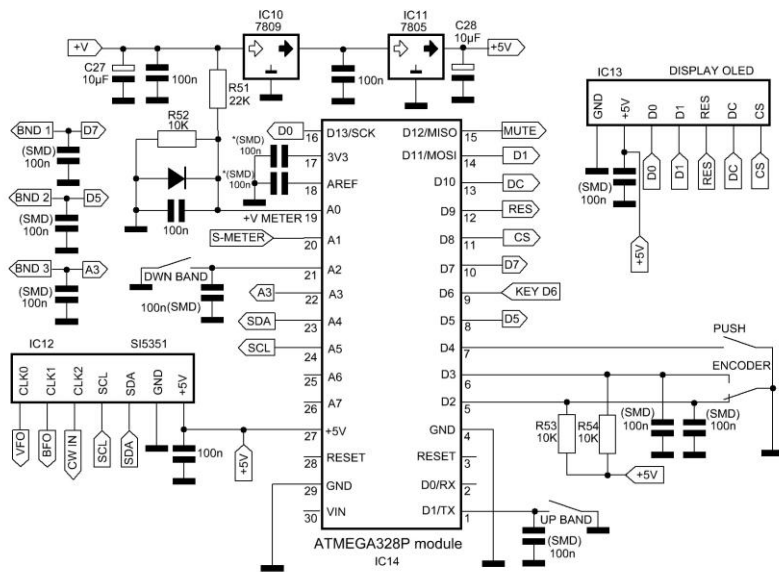 IC10
7809
IC11
7805
C28
10µF
+V
+5V
C27
10µF
100n
100n
R51
22K
IC13
DISPLAY OLED
GND
+5V
D0
D1
RES
DC
CS
(SMD)
100n
D0
D1
RES
DC
CS
+5V
BND 1
D7
(SMD)
100n
BND 2
D5
(SMD)
100n
BND 3
A3
(SMD)
100n
R52
10K
100n
+V METER
D0
*(SMD)
100n
*(SMD)
100n
S-METER
DWN BAND
100n(SMD)
A3
SDA
SCL
16 D13/SCK
17 3V3
18 AREF
19 A0
20 A1
21 A2
22 A3
23 A4
24 A5
25 A6
26 A7
27 +5V
28 RESET
29 GND
30 VIN
D12/MISO 15 MUTE
D11/MOSI 14 D1
D10 13 DC
D9 12 RES
D8 11 CS
D7 10 D7
D6 9 KEY D6
D5 8 D5
D4 7
D3 6
D2 5
GND 4
RESET 3
D0/RX 2
D1/TX 1
PUSH
ENCODER
R53
10K
R54
10K
(SMD)
100n
(SMD)
100n
+5V
UP BAND
(SMD)
100n
IC12
SI5351
CLK0
CLK1
CLK2
SCL
SDA
GND
+5V
VFO
BFO
CW IN
SCL
SDA
100n
+5V
ATMEGA328P module
IC14